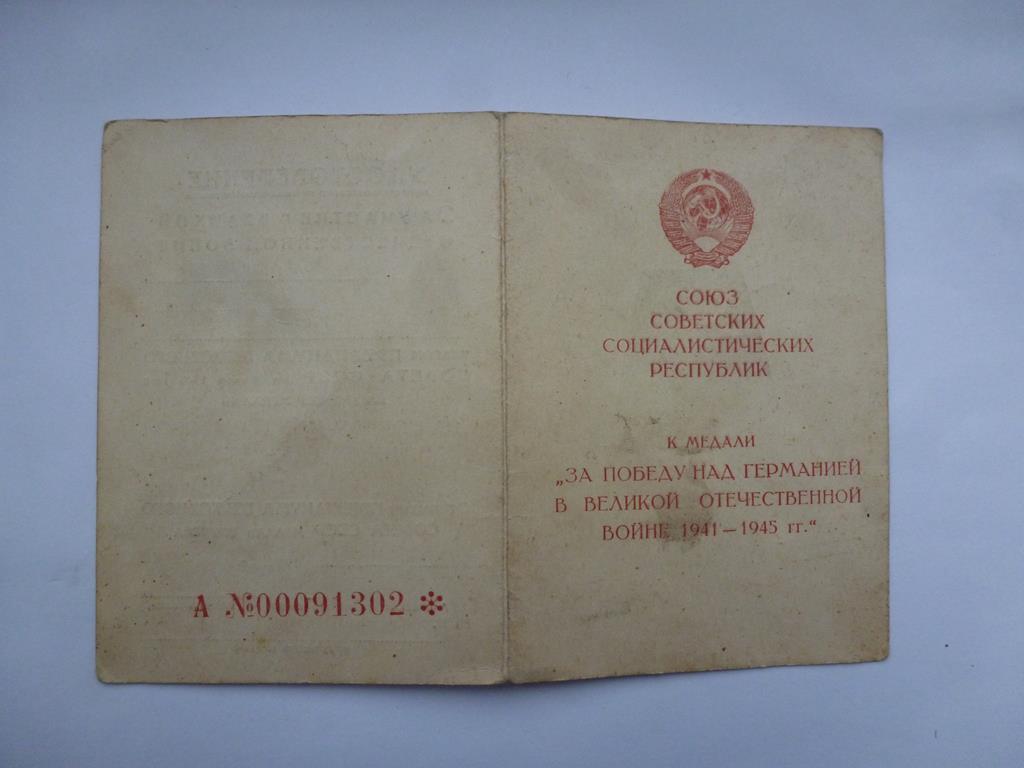 СОЮЗ
СОВЕТСКИХ
СОЦИАЛИСТИЧЕСКИХ
РЕСПУБЛИК
К МЕДАЛИ
„ЗА ПОБЕДУ НАД ГЕРМАНИЕЙ
В ВЕЛИКОЙ ОТЕЧЕСТВЕННОЙ
ВОЙНЕ 1941—1945 гг.“
А №00091302 *